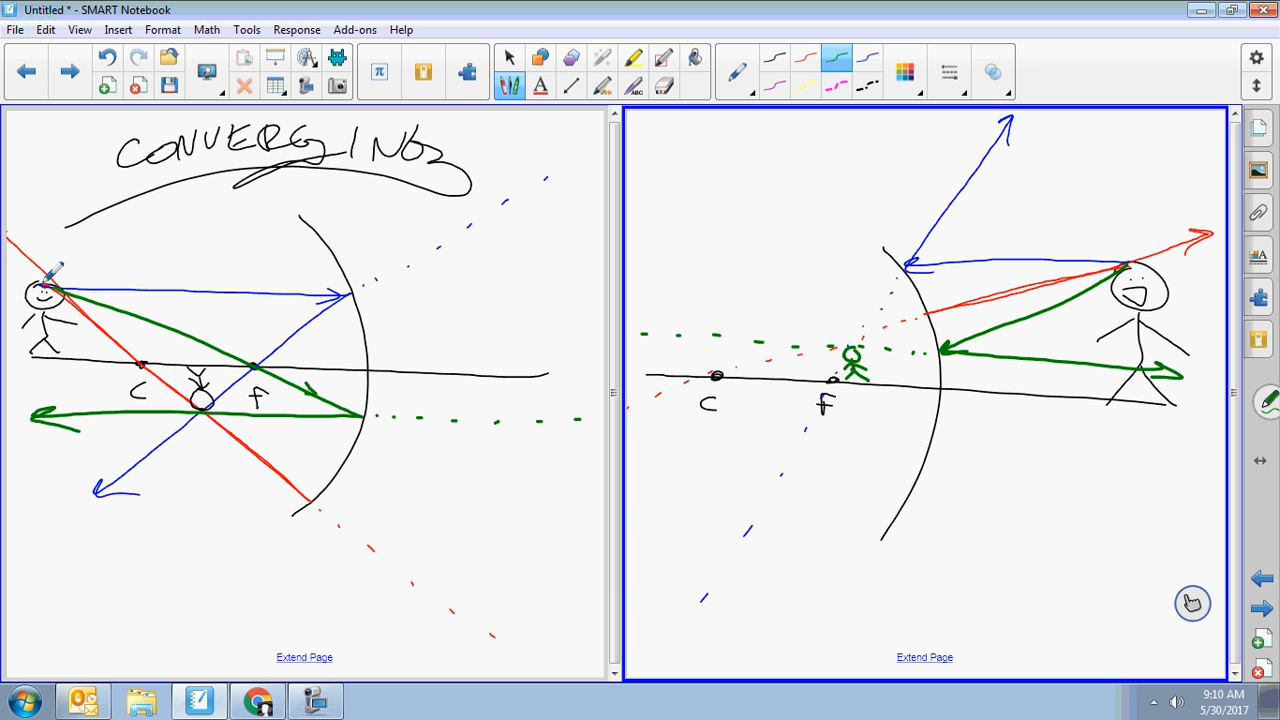 Untitled * - SMART Notebook
File Edit View Insert Format Math Tools Response Add-ons Help
CONVERGING
C
F
C
F
Extend Page
Extend Page
9:10 AM
5/30/2017